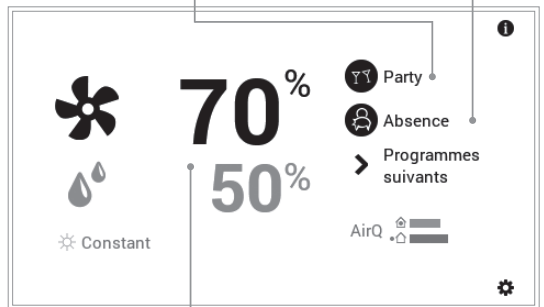 70%
50%
Constant
Party
Absence
Programmes
suivants
AirQ